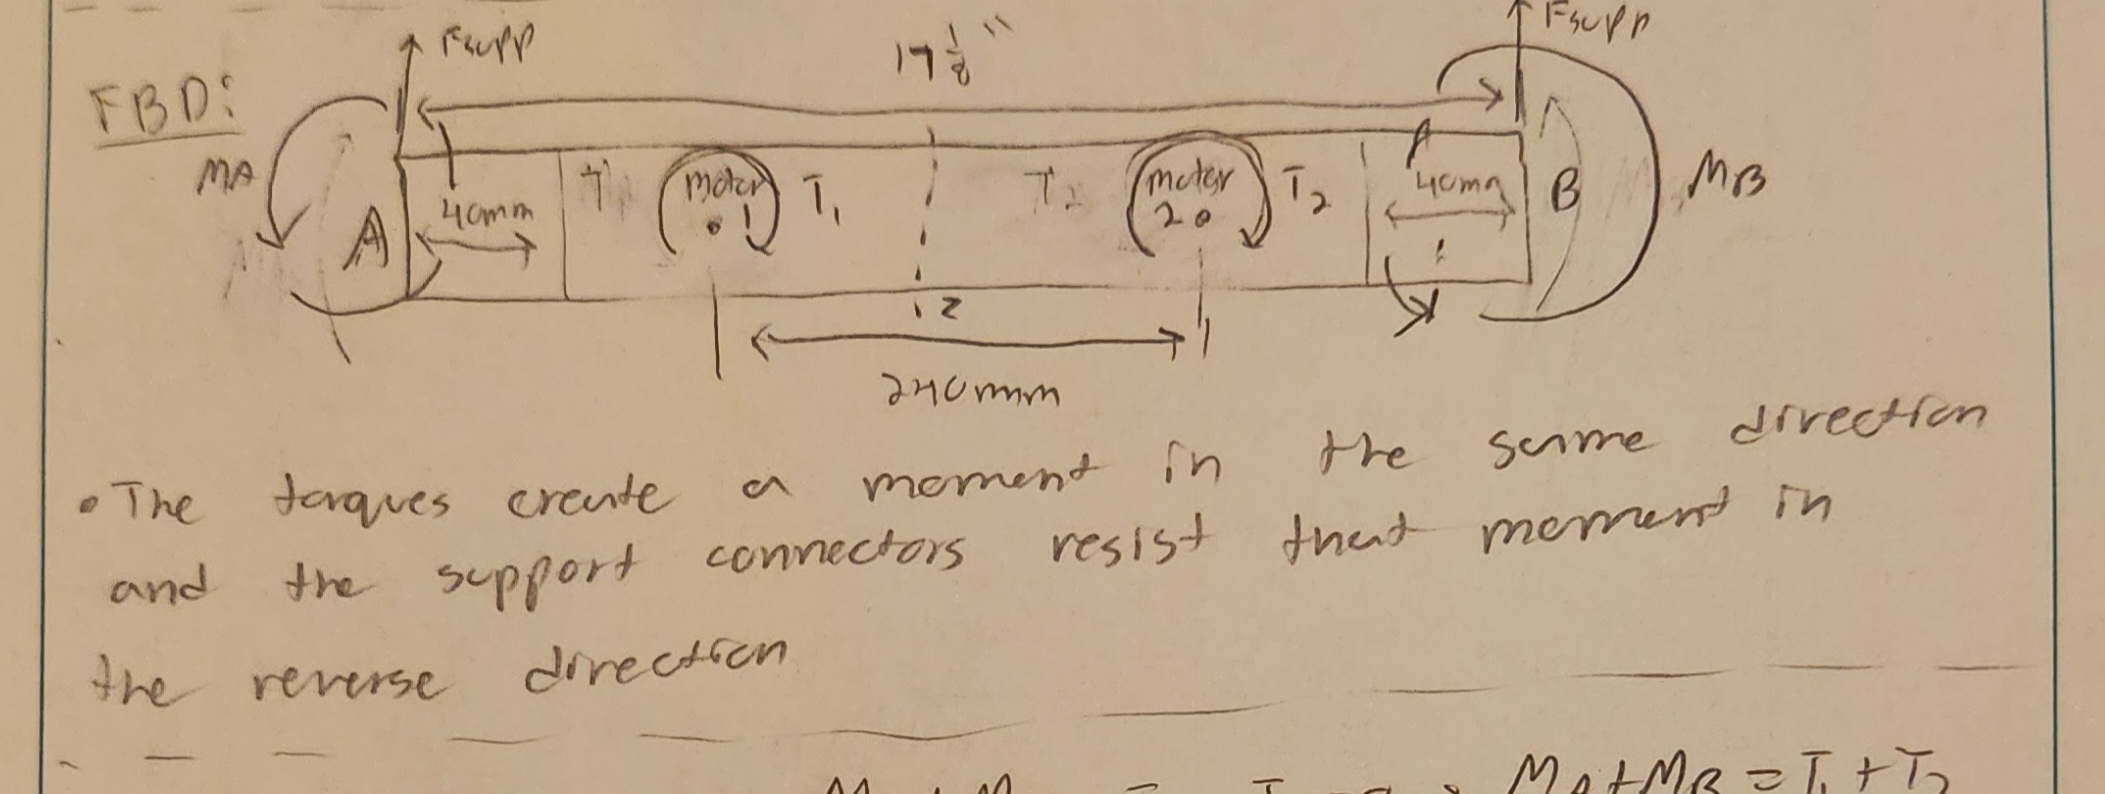 Fsupp
17 1/8"
Fsupp
FBD:
MA
A
40mm
motor
1
T1
T2
motor
2
T2
40mm
B
MB
240mm
• The torques create a moment in the same direction
and the support connectors resist that moment in
the reverse direction
MA+MB = T1+T2